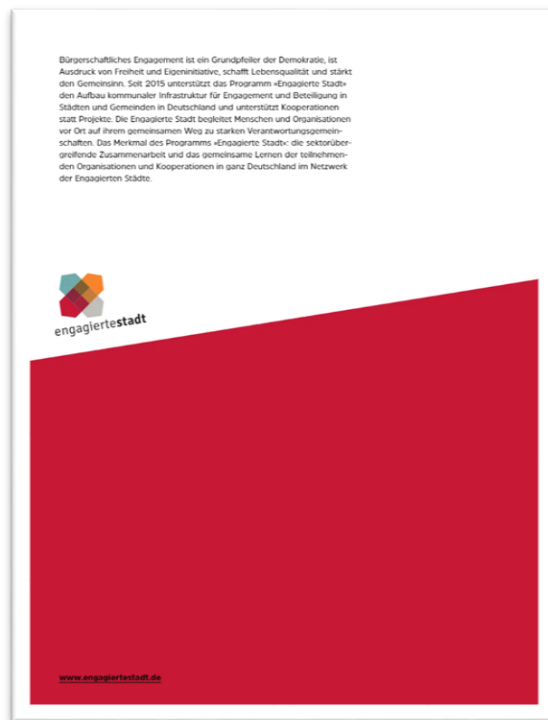 Bürgerschaftliches Engagement ist ein Grundpfeiler der Demokratie, ist
Ausdruck von Freiheit und Eigeninitiative, schafft Lebensqualität und stärkt
den Gemeinsinn. Seit 2015 unterstützt das Programm »Engagierte Stadt«
den Aufbau kommunaler Infrastruktur für Engagement und Beteiligung in
Städten und Gemeinden in Deutschland und unterstützt Kooperationen
statt Projekte. Die Engagierte Stadt begleitet Menschen und Organisationen
vor Ort auf ihrem gemeinsamen Weg zu starken Verantwortungsgemein-
schaften. Das Merkmal des Programms »Engagierte Stadt«: die sektorüber-
greifende Zusammenarbeit und das gemeinsame Lernen der teilnehmen-
den Organisationen und Kooperationen in ganz Deutschland im Netzwerk
der Engagierten Städte.
engagiertestadt
www.engagiertestadt.de